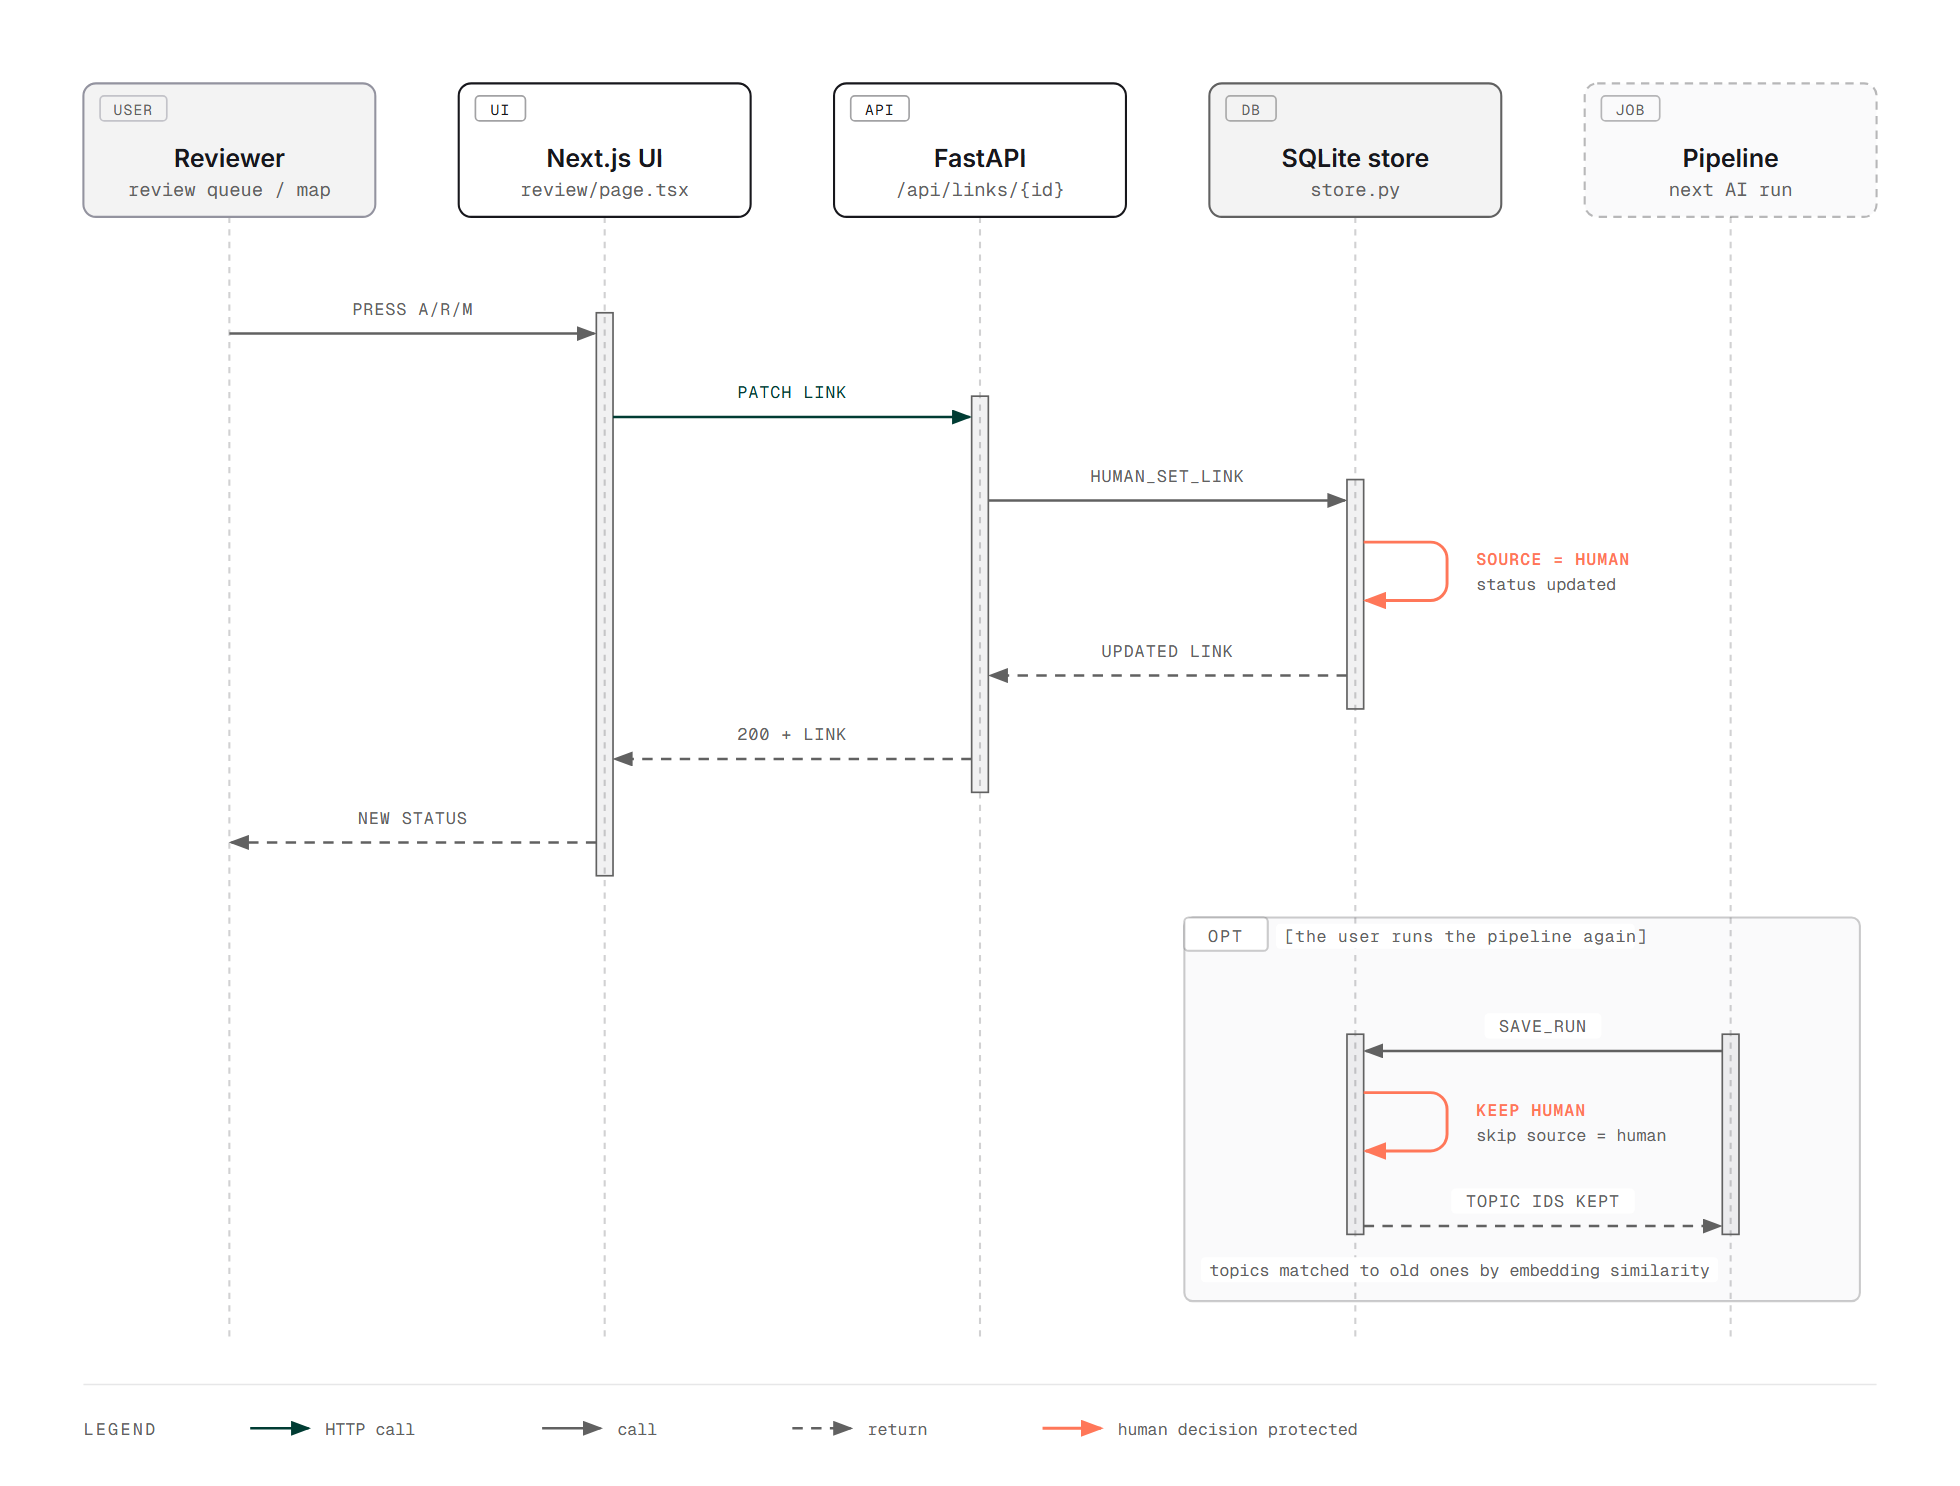 USER
Reviewer
review queue / map
UI
Next.js UI
review/page.tsx
API
FastAPI
/api/links/{id}
DB
SQLite store
store.py
JOB
Pipeline
next AI run
PRESS A/R/M
PATCH LINK
HUMAN_SET_LINK
SOURCE = HUMAN
status updated
UPDATED LINK
200 + LINK
NEW STATUS
OPT [the user runs the pipeline again]
SAVE_RUN
KEEP HUMAN
skip source = human
TOPIC IDS KEPT
topics matched to old ones by embedding similarity
LEGEND HTTP call call return human decision protected